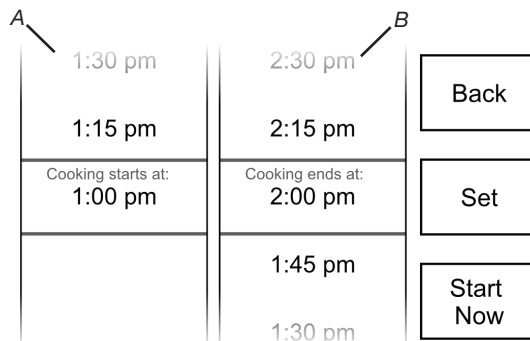 A
B
1:30 pm
2:30 pm
Back
1:15 pm
2:15 pm
Cooking starts at:
1:00 pm
Cooking ends at:
2:00 pm
Set
1:45 pm
Start
Now
1:30 pm